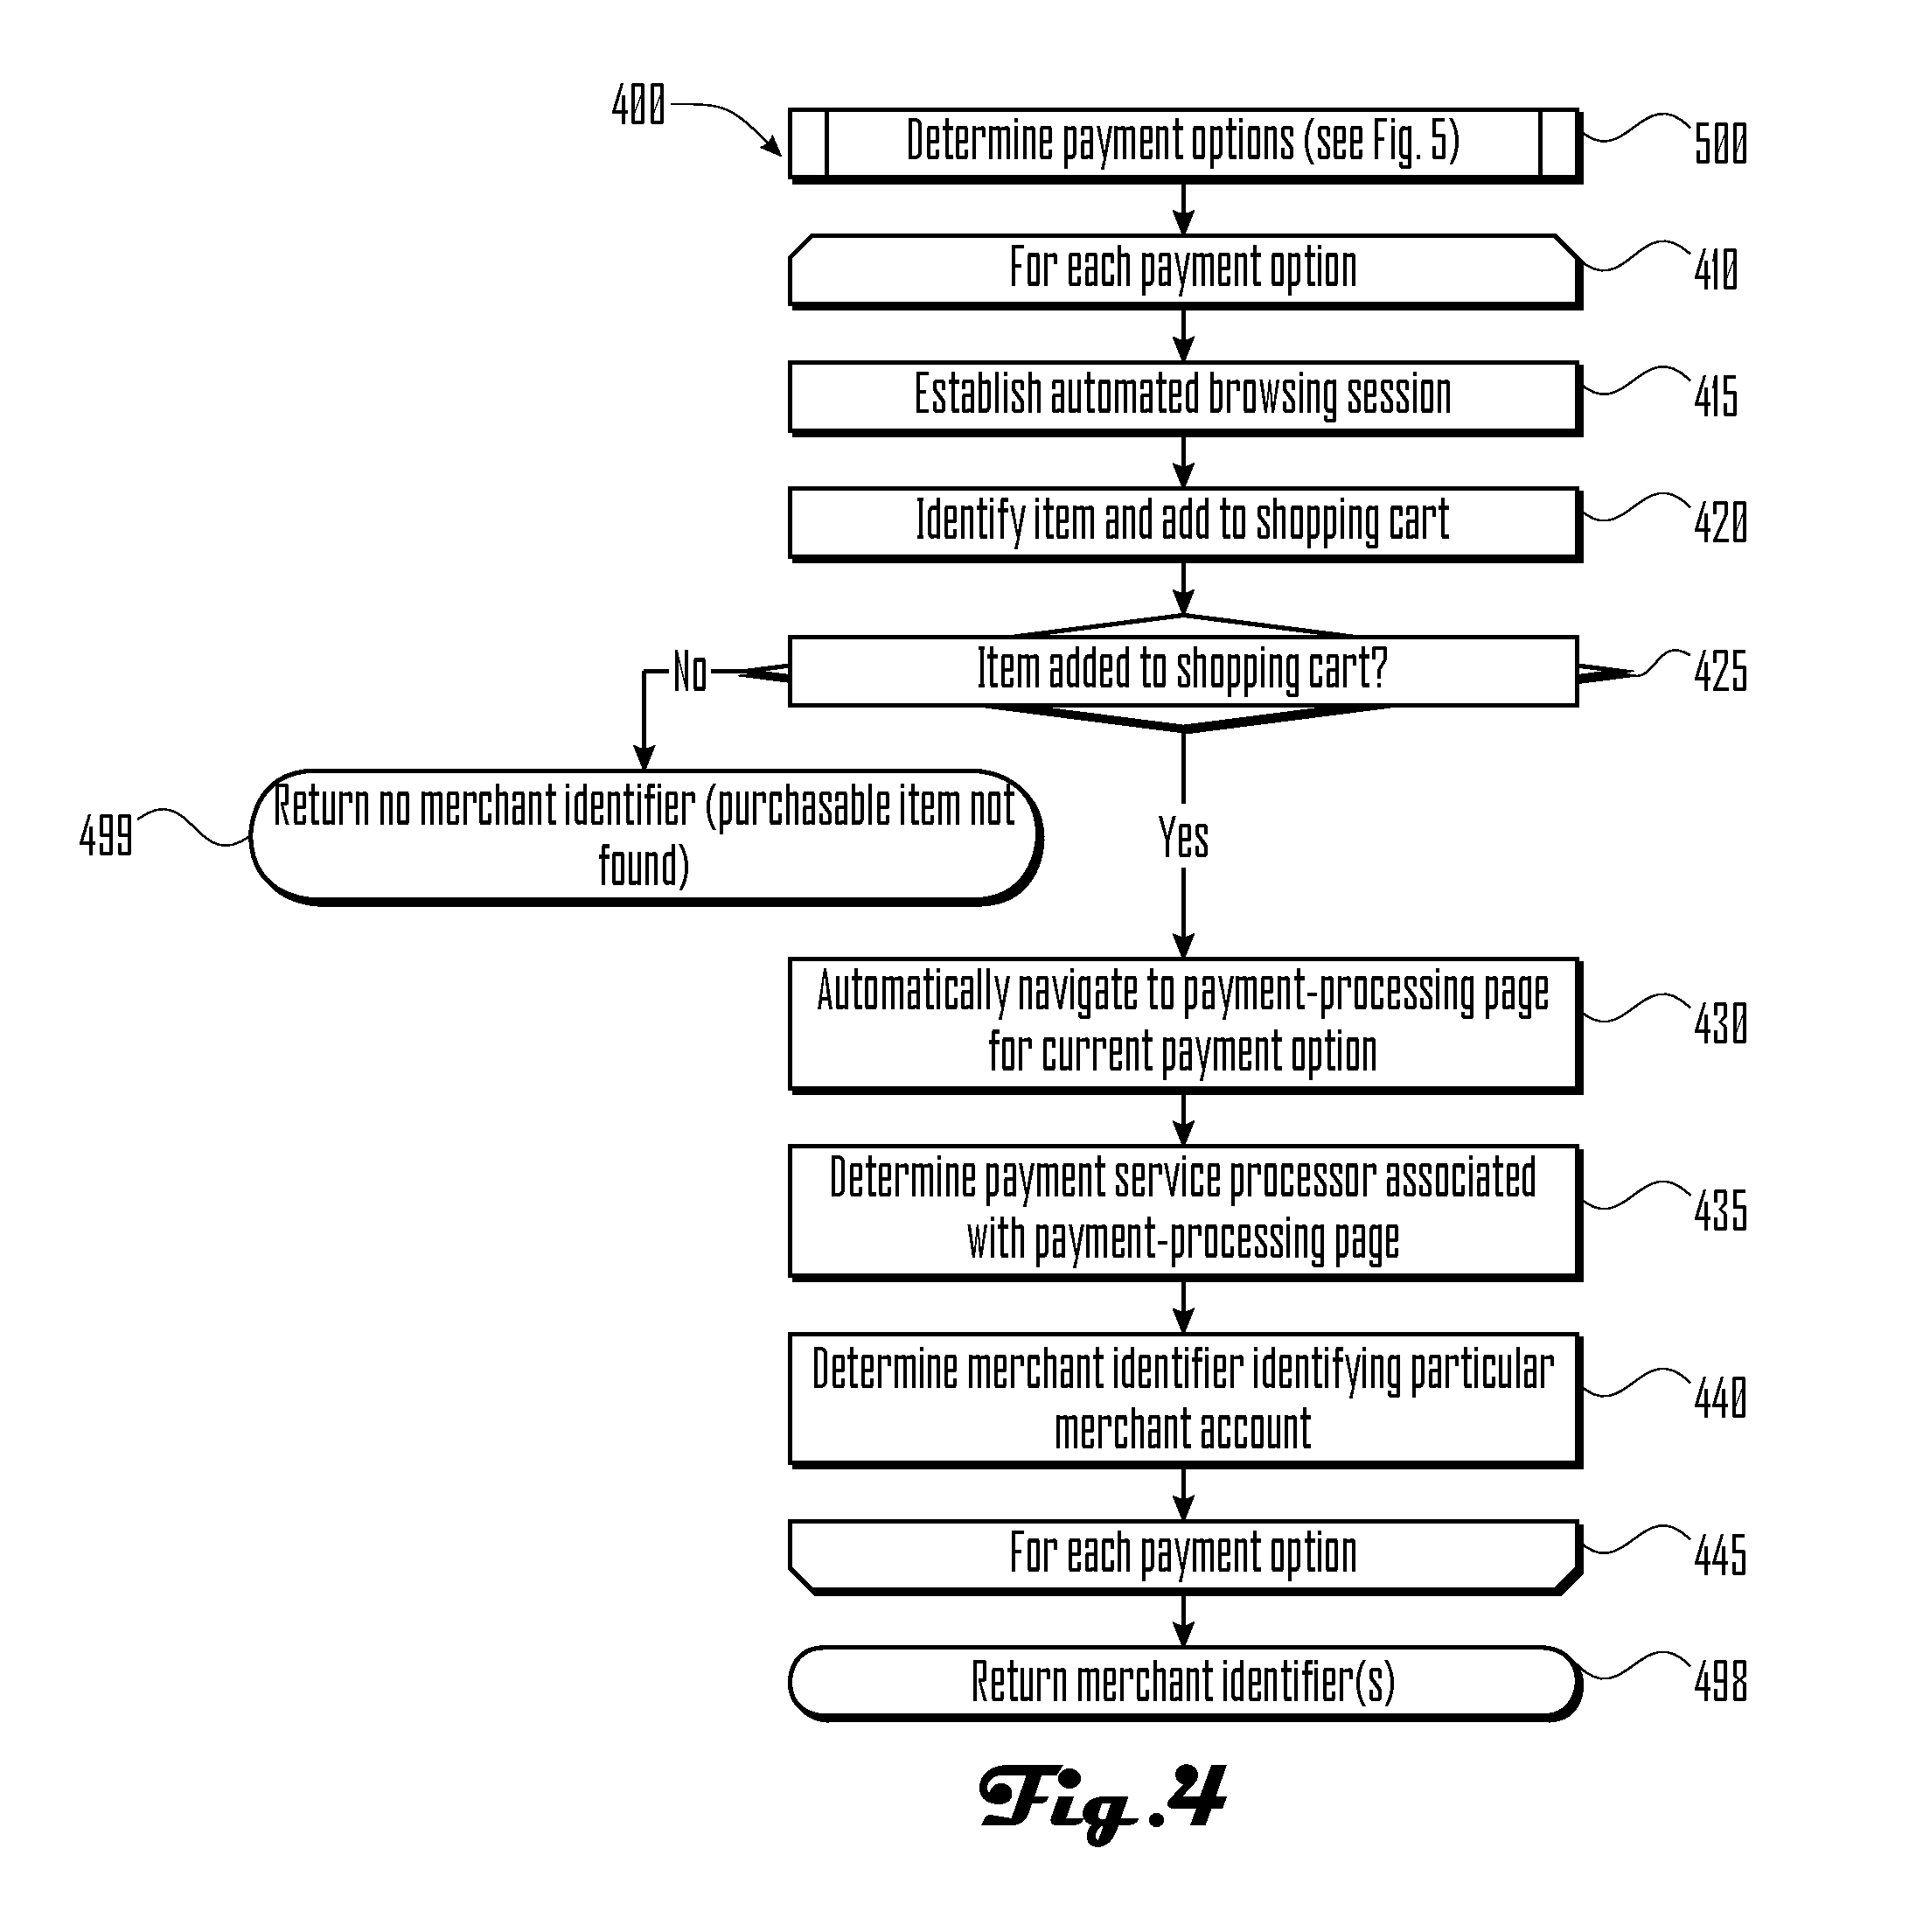 400
Determine payment options (see Fig. 5)
500
For each payment option
410
Establish automated browsing session
415
Identify item and add to shopping cart
420
Item added to shopping cart?
425
No
Return no merchant identifier (purchasable item not
found)
499
Yes
Automatically navigate to payment-processing page
for current payment option
430
Determine payment service processor associated
with payment-processing page
435
Determine merchant identifier identifying particular
merchant account
440
For each payment option
445
Return merchant identifier(s)
498
Fig.4